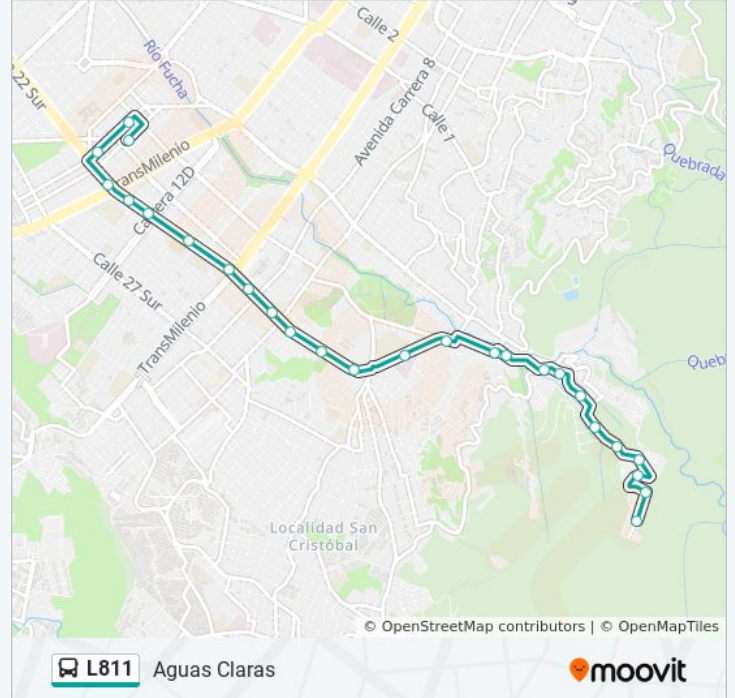 Calle 2
Río Fucha
a 22 Sur
Avenida Carrera 8
Calle 1
TransMilenio
Quebrada
Carrera 12D
Calle 27 Sur
TransMilenio
Queb
Localidad San
Cristóbal
© OpenStreetMap contributors | © OpenMapTiles
L811 Aguas Claras
moovit